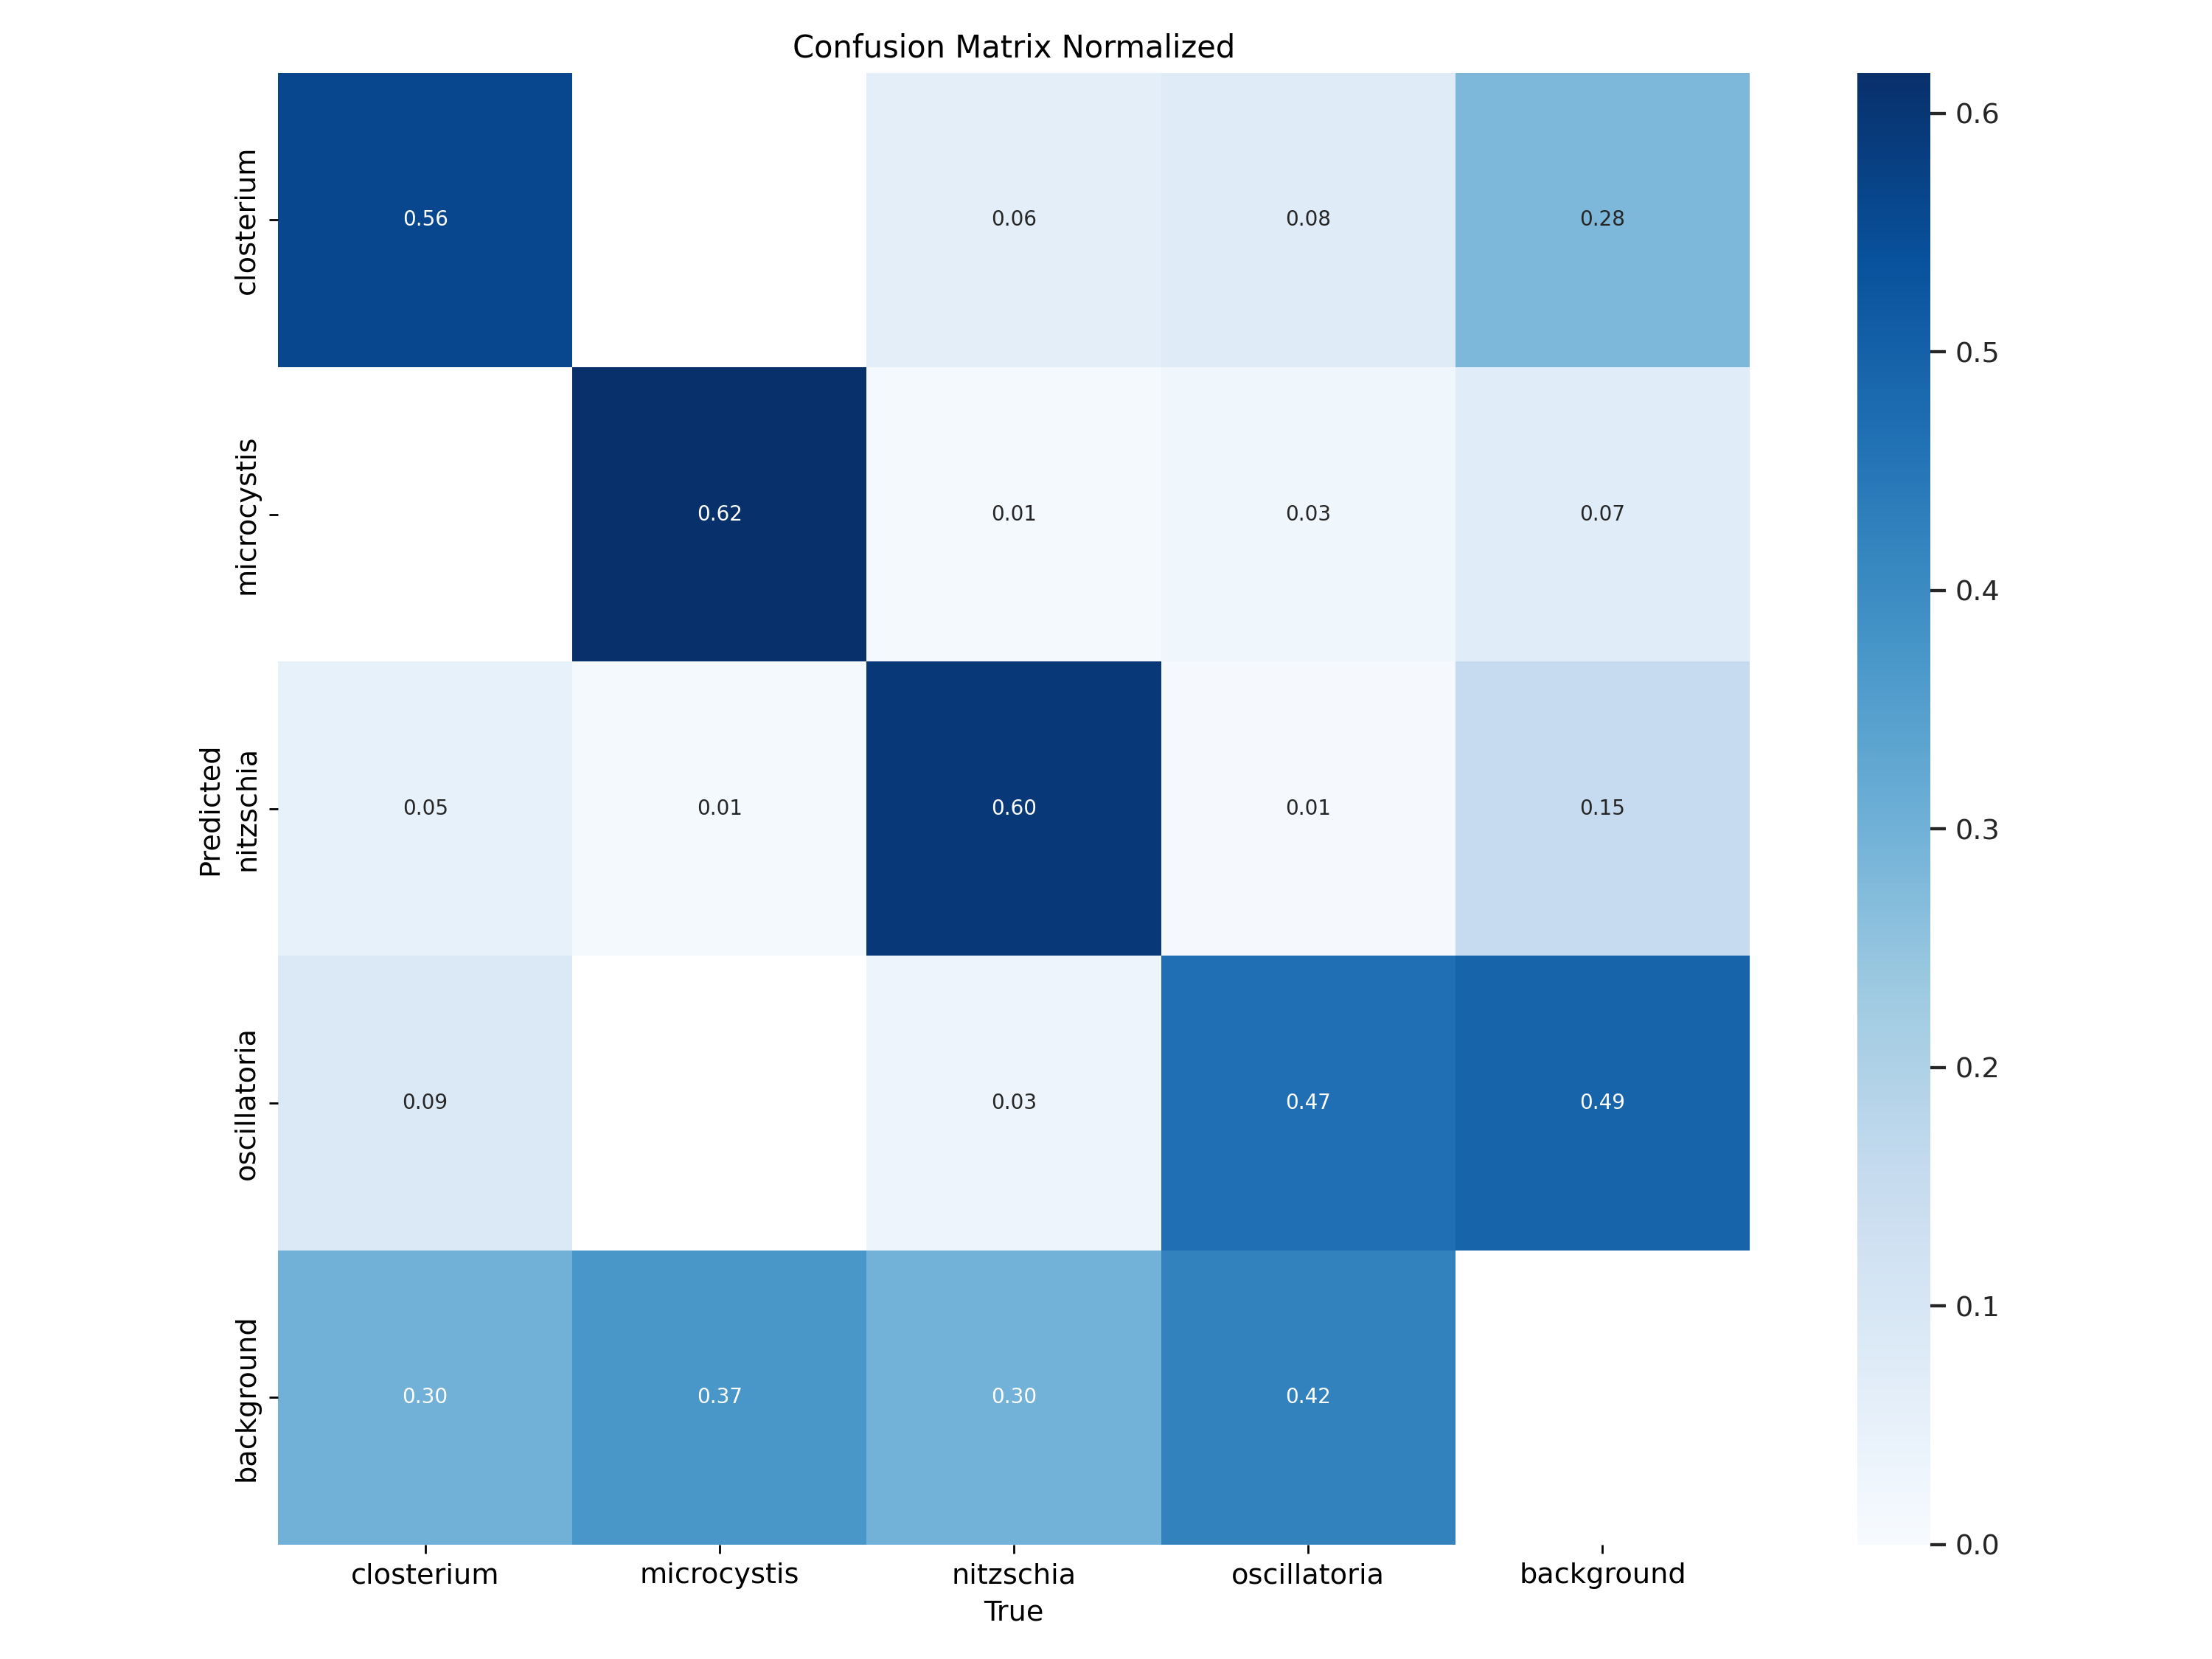 Confusion Matrix Normalized
closterium
0.56
0.06
0.08
0.28
microcystis
0.62
0.01
0.03
0.07
Predicted
nitzschia
0.05
0.01
0.60
0.01
0.15
oscillatoria
0.09
0.03
0.47
0.49
background
0.30
0.37
0.30
0.42
closterium
microcystis
nitzschia
oscillatoria
background
True
0.6
0.5
0.4
0.3
0.2
0.1
0.0